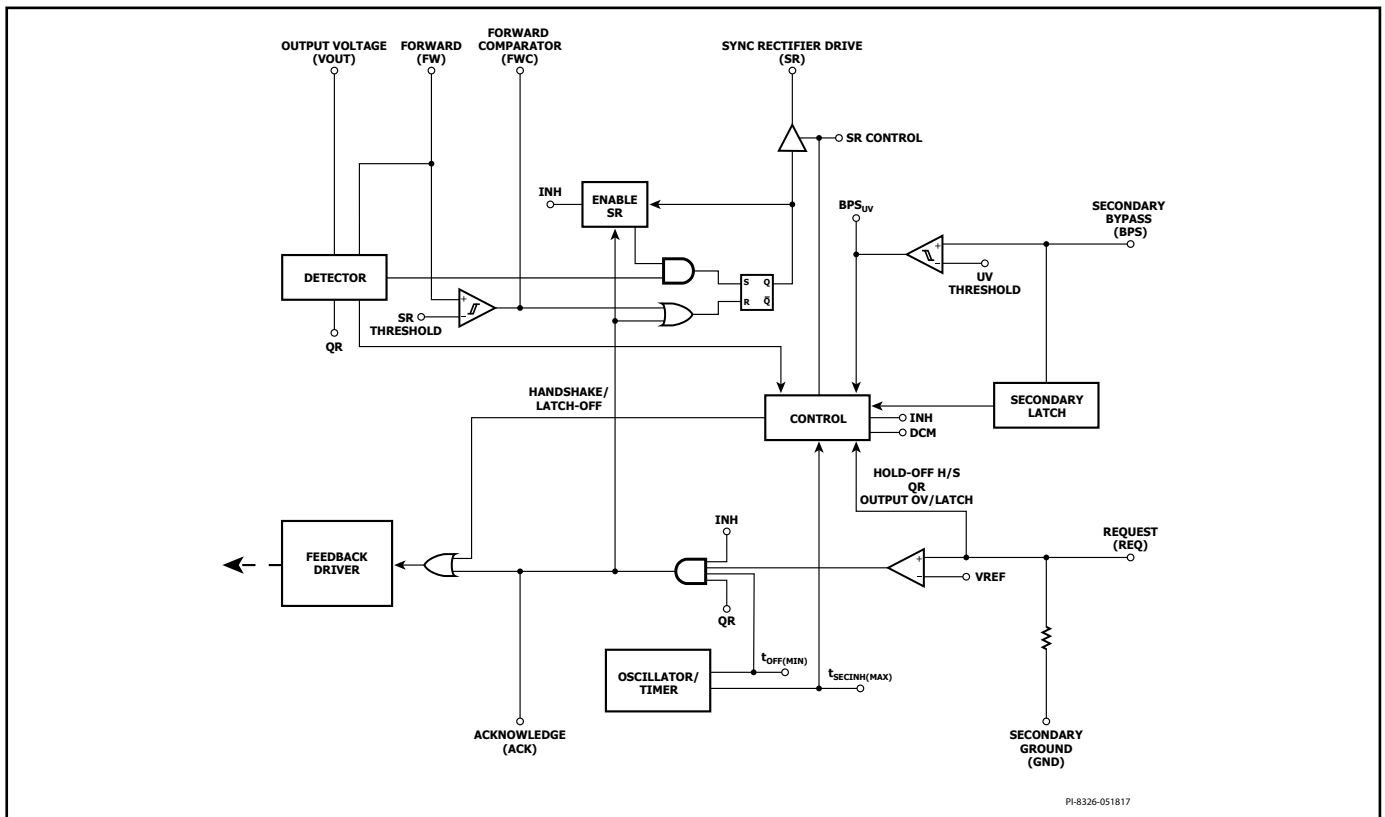 OUTPUT VOLTAGE
(VOUT)
FORWARD
(FW)
FORWARD
COMPARATOR
(FWC)
SYNC RECTIFIER DRIVE
(SR)
SR CONTROL
INH
ENABLE
SR
BPSUV
SECONDARY
BYPASS
(BPS)
+
−
UV
THRESHOLD
DETECTOR
S Q
R Q̅
+
−
SR
THRESHOLD
QR
HANDSHAKE/
LATCH-OFF
CONTROL
INH
DCM
SECONDARY
LATCH
HOLD-OFF H/S
QR
OUTPUT OV/LATCH
INH
REQUEST
(REQ)
FEEDBACK
DRIVER
+
−
VREF
QR
OSCILLATOR/
TIMER
tOFF(MIN)
tSECINH(MAX)
ACKNOWLEDGE
(ACK)
SECONDARY
GROUND
(GND)
PI-8326-051817